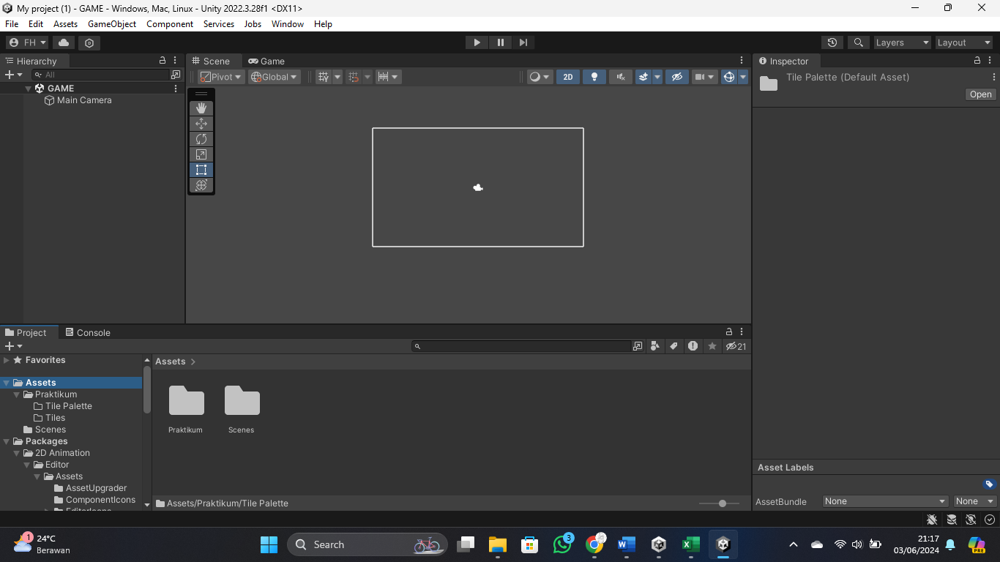 My project (1) - GAME - Windows, Mac, Linux - Unity 2022.3.28f1 <DX11>
File Edit Assets GameObject Component Services Jobs Window Help
FH Layers Layout
Hierarchy Scene Game Inspector
All Pivot Global 2D Tile Palette (Default Asset)
GAME
Open
Main Camera
Project Console
21
Favorites Assets
Assets
Praktikum
Tile Palette
Tiles
Scenes Praktikum Scenes
Packages
2D Animation
Editor
Asset Labels
Assets
AssetUpgrader
ComponentIcons AssetBundle None None
EditorIcons Assets/Praktikum/Tile Palette
1 24°C
Berawan
Search
3
PRE
21:17
03/06/2024